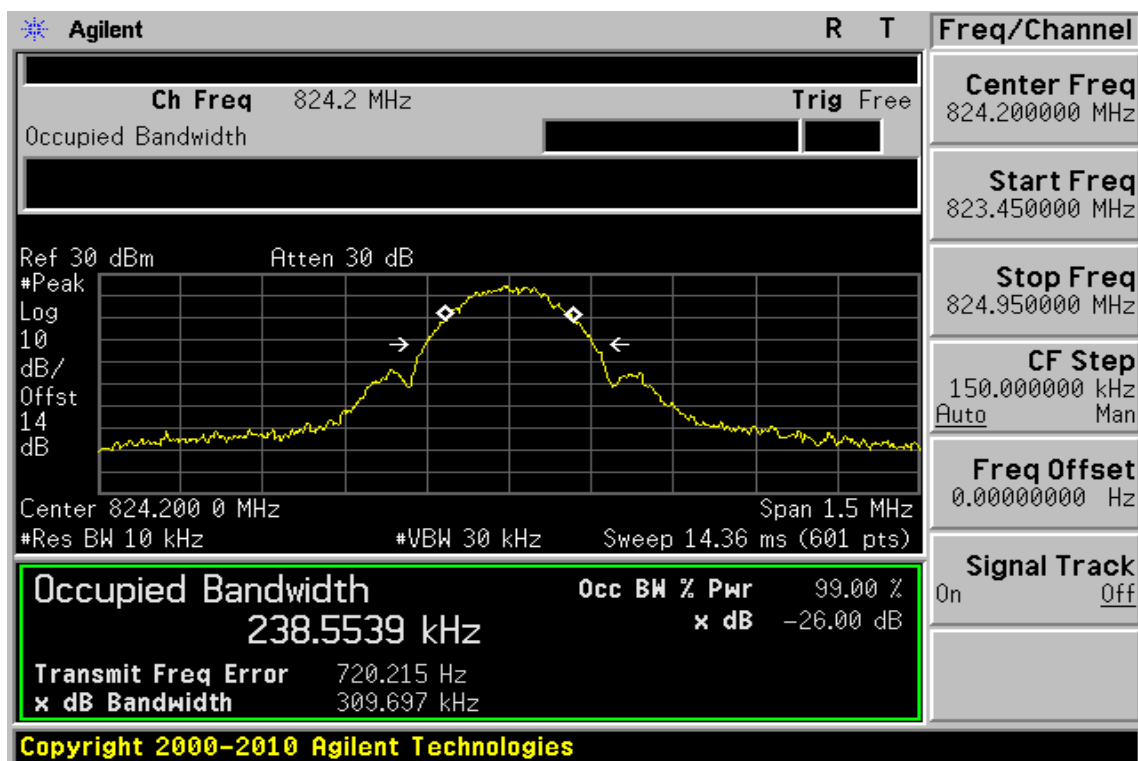 Agilent R T
Ch Freq 824.2 MHz Trig Free
Occupied Bandwidth
Ref 30 dBm Atten 30 dB
#Peak
Log
10
dB/
Offst
14
dB
Center 824.200 0 MHz Span 1.5 MHz
#Res BW 10 kHz #VBW 30 kHz Sweep 14.36 ms (601 pts)
Occupied Bandwidth
238.5539 kHz
Occ BW % Pwr 99.00 %
x dB -26.00 dB
Transmit Freq Error 720.215 Hz
x dB Bandwidth 309.697 kHz
Copyright 2000-2010 Agilent Technologies
Freq/Channel
Center Freq
824.200000 MHz
Start Freq
823.450000 MHz
Stop Freq
824.950000 MHz
CF Step
150.000000 kHz
Auto Man
Freq Offset
0.00000000 Hz
Signal Track
On Off